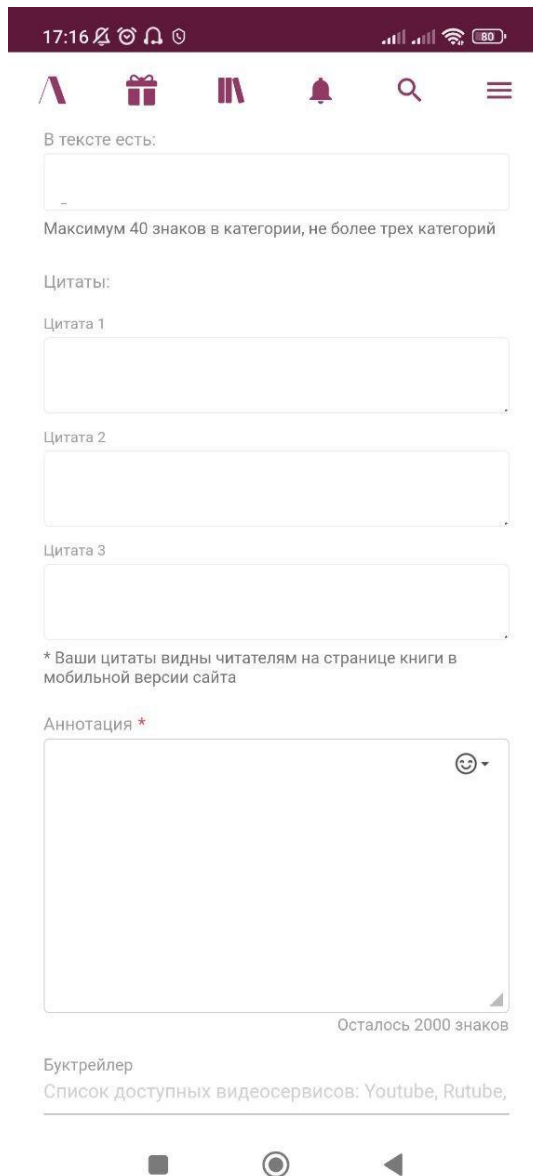 17:16
80
В тексте есть:
Максимум 40 знаков в категории, не более трех категорий
Цитаты:
Цитата 1
Цитата 2
Цитата 3
* Ваши цитаты видны читателям на странице книги в
мобильной версии сайта
Аннотация *
Осталось 2000 знаков
Буктрейлер
Список доступных видеосервисов: Youtube, Rutube,